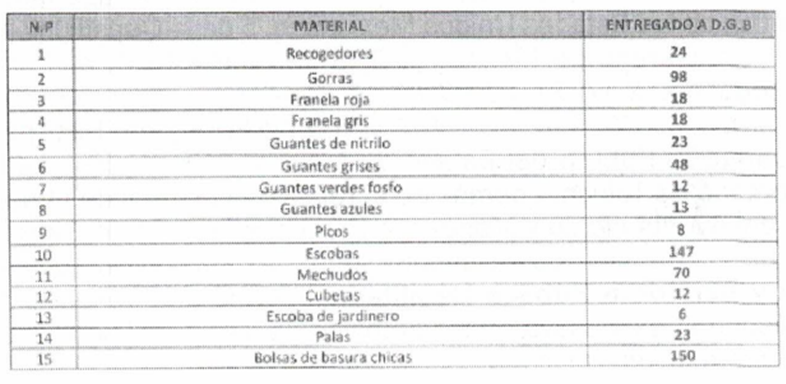 N.P MATERIAL ENTREGADO A D.G.B
1 Recogedores 24
2 Gorras 98
3 Franela roja 18
4 Franela gris 18
5 Guantes de nitrilo 23
6 Guantes grises 48
7 Guantes verdes fosfo 12
8 Guantes azules 13
9 Picos 8
10 Escobas 147
11 Mechudos 70
12 Cubetas 12
13 Escoba de jardinero 6
14 Palas 23
15 Bolsas de basura chicas 150